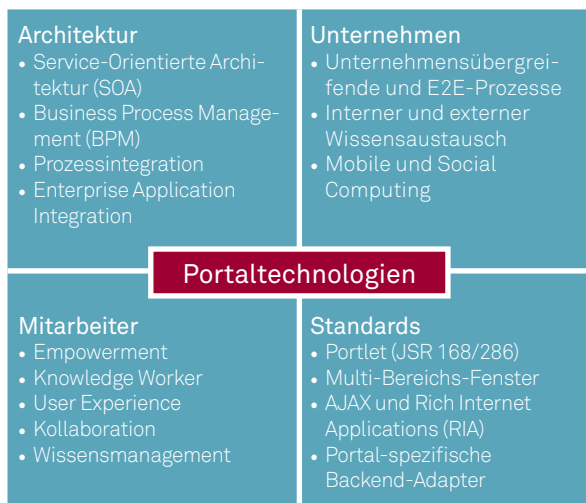 Architektur
• Service-Orientierte Archi-
tektur (SOA)
• Business Process Manage-
ment (BPM)
• Prozessintegration
• Enterprise Application
Integration
Unternehmen
• Unternehmensübergrei-
fende und E2E-Prozesse
• Interner und externer
Wissensaustausch
• Mobile und Social
Computing
Portaltechnologien
Mitarbeiter
• Empowerment
• Knowledge Worker
• User Experience
• Kollaboration
• Wissensmanagement
Standards
• Portlet (JSR 168/286)
• Multi-Bereichs-Fenster
• AJAX und Rich Internet
Applications (RIA)
• Portal-spezifische
Backend-Adapter